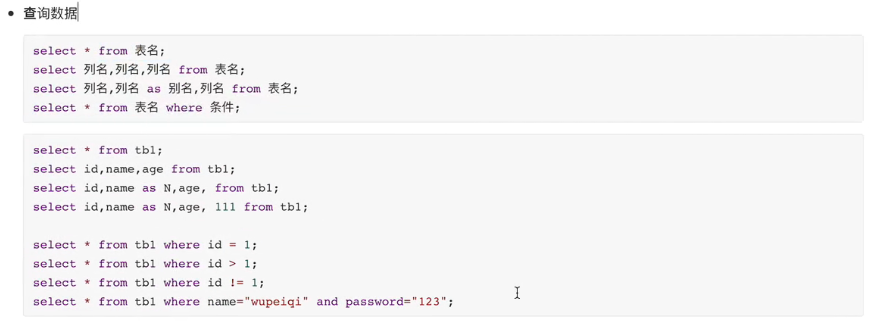 查询数据
select * from 表名;
select 列名,列名,列名 from 表名;
select 列名,列名 as 别名,列名 from 表名;
select * from 表名 where 条件;
select * from tb1;
select id,name,age from tb1;
select id,name as N,age, from tb1;
select id,name as N,age, 111 from tb1;
select * from tb1 where id = 1;
select * from tb1 where id > 1;
select * from tb1 where id != 1;
select * from tb1 where name="wupeiqi" and password="123";